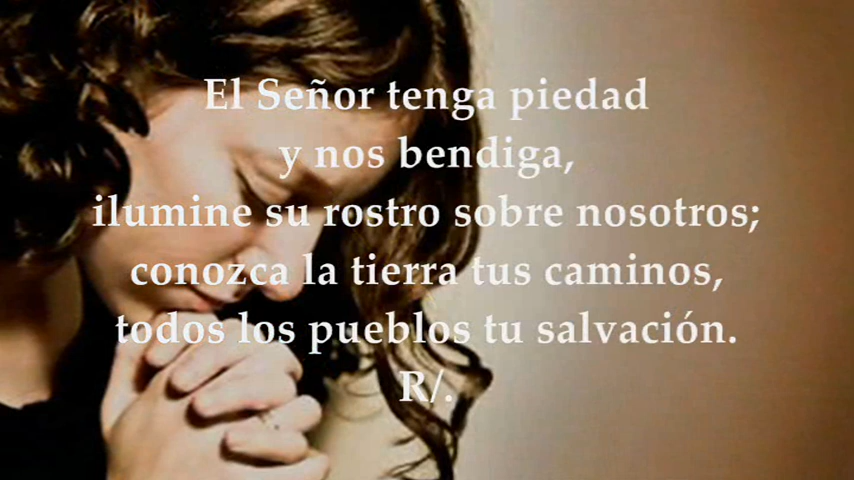 El Señor tenga piedad
y nos bendiga,
ilumine su rostro sobre nosotros;
conozca la tierra tus caminos,
todos los pueblos tu salvación.
R/.